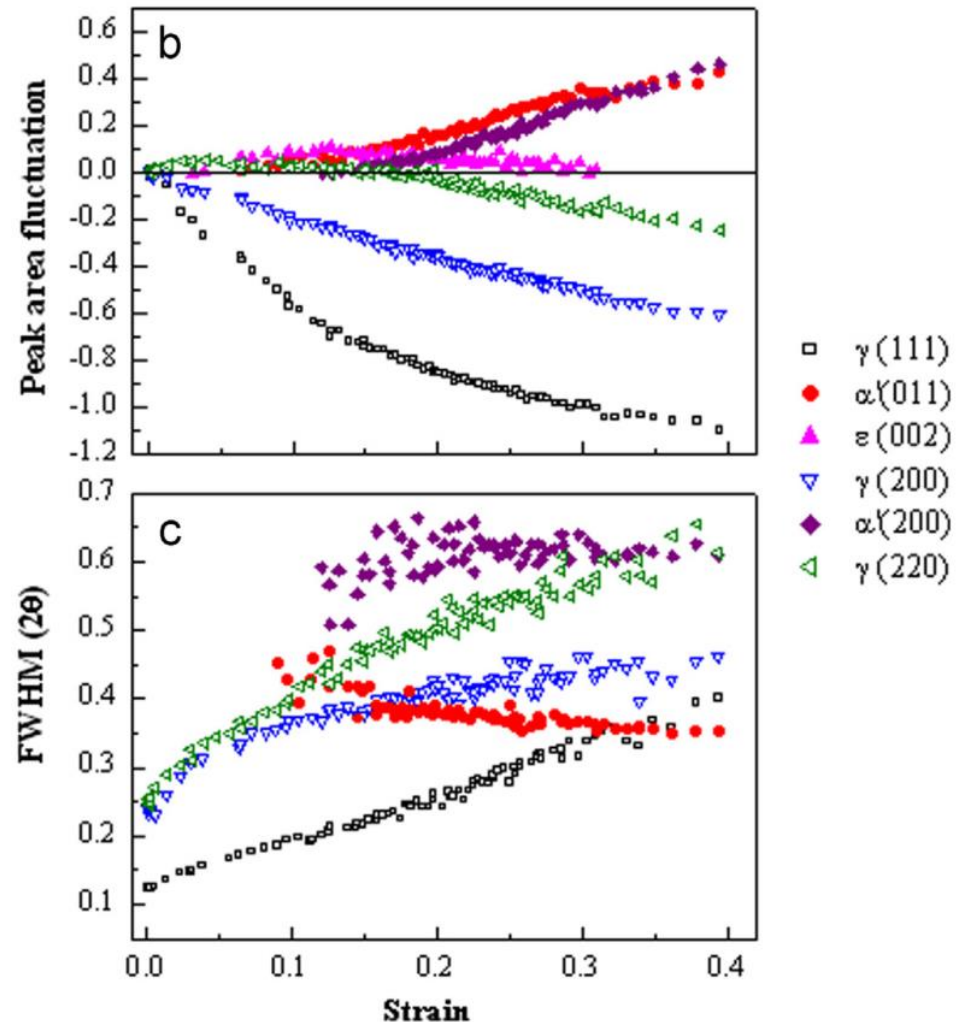 b
Peak area fluctuation
0.6
0.4
0.2
0.0
-0.2
-0.4
-0.6
-0.8
-1.0
-1.2
γ (111)
α'(011)
ε (002)
γ (200)
α'(200)
γ (220)
c
FWHM (2θ)
0.7
0.6
0.5
0.4
0.3
0.2
0.1
0.0 0.1 0.2 0.3 0.4
Strain